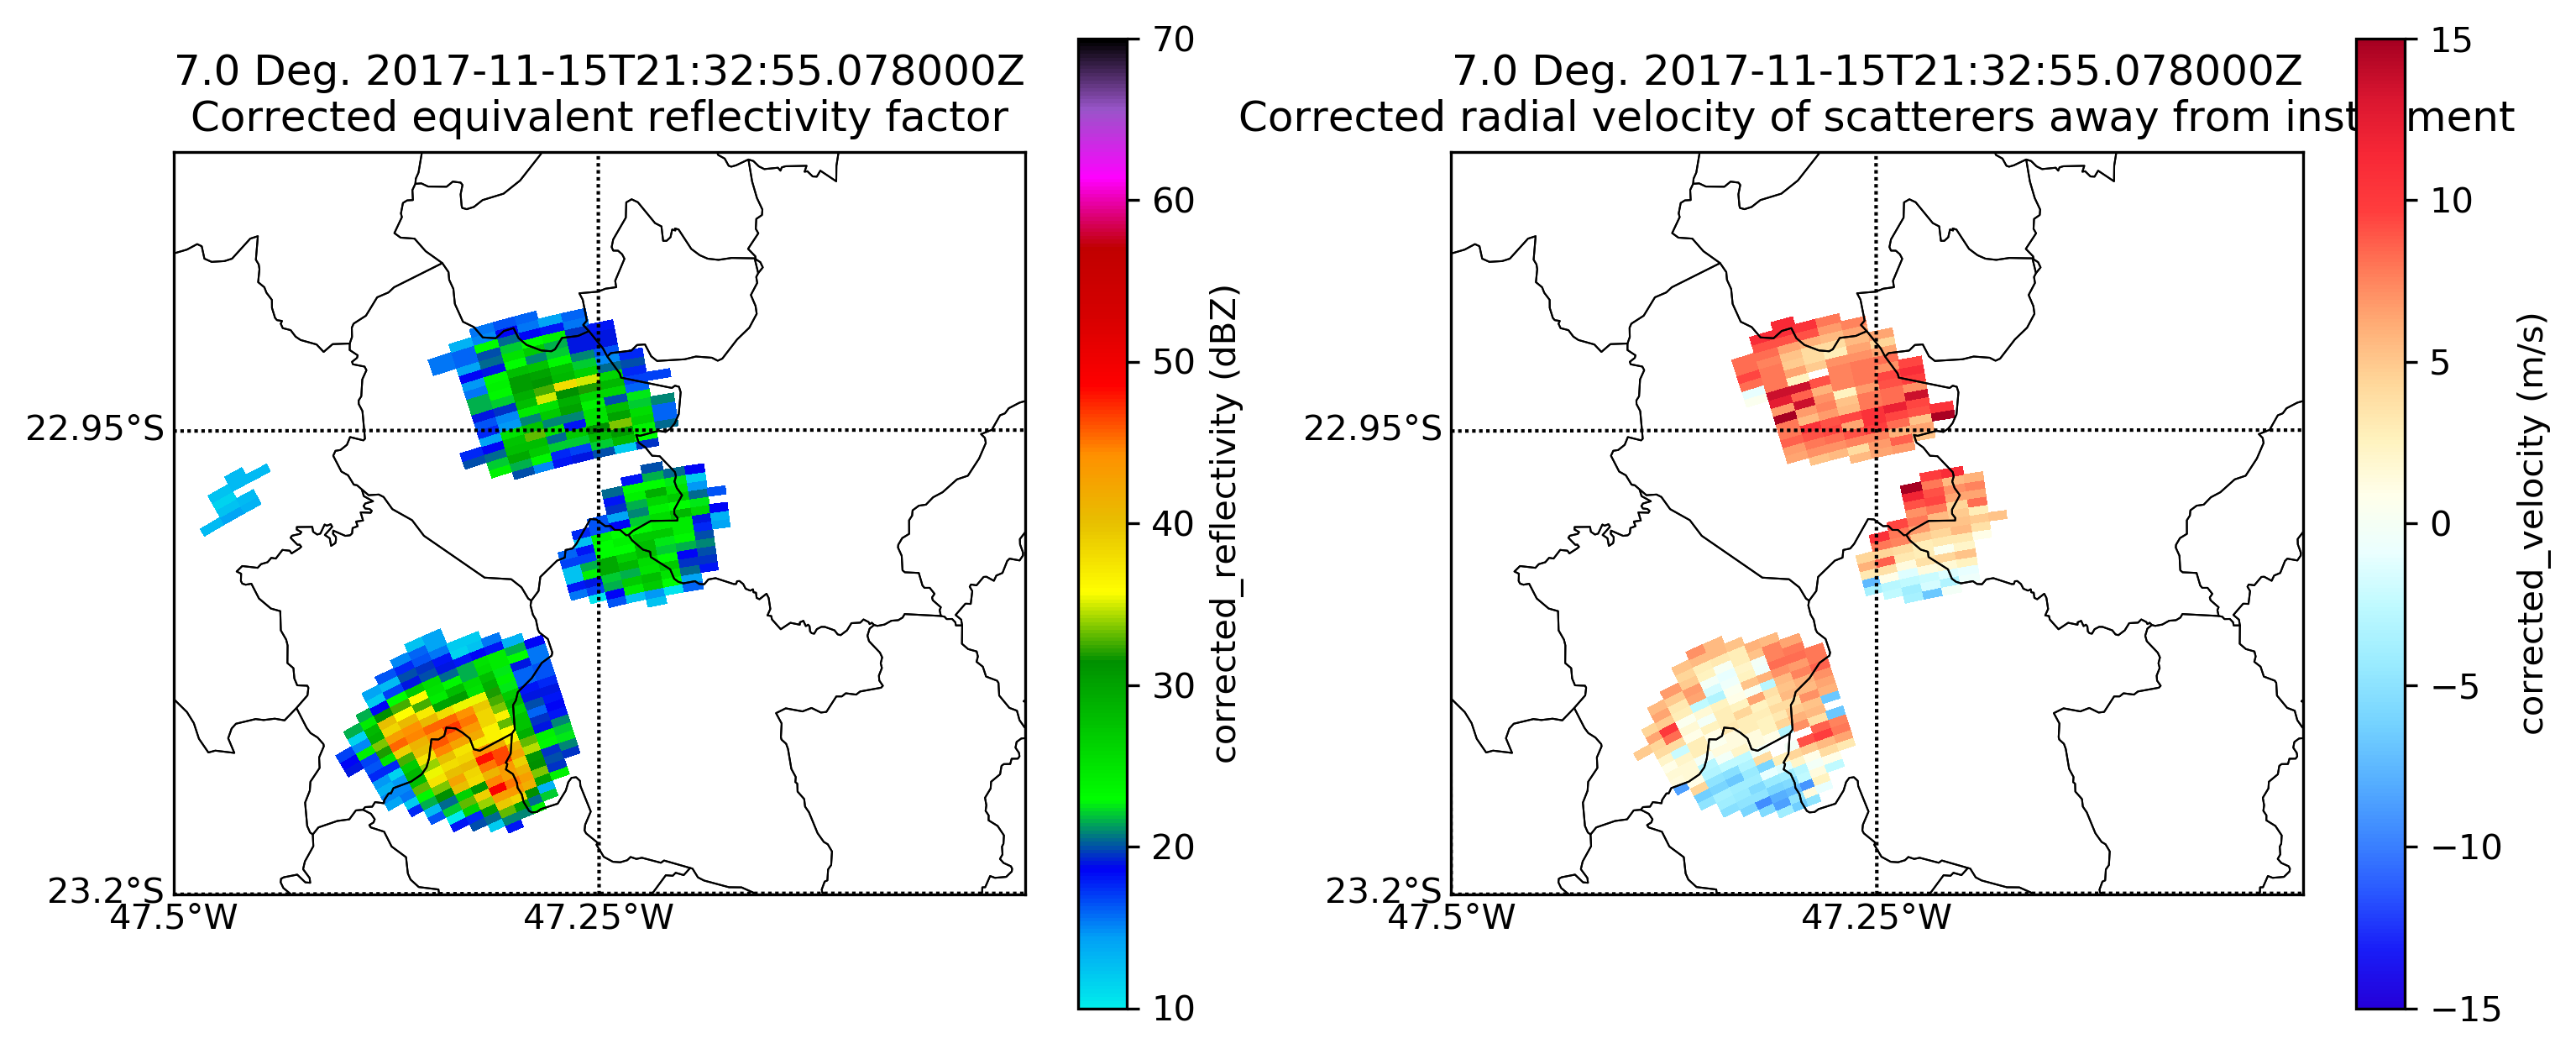 7.0 Deg. 2017-11-15T21:32:55.078000Z
Corrected equivalent reflectivity factor
22.95°S
23.2°S
47.5°W
47.25°W
70
60
50
40
30
20
10
corrected_reflectivity (dBZ)
7.0 Deg. 2017-11-15T21:32:55.078000Z
Corrected radial velocity of scatterers away from inst ment
22.95°S
23.2°S
47.5°W
47.25°W
15
10
5
0
−5
−10
−15
corrected_velocity (m/s)